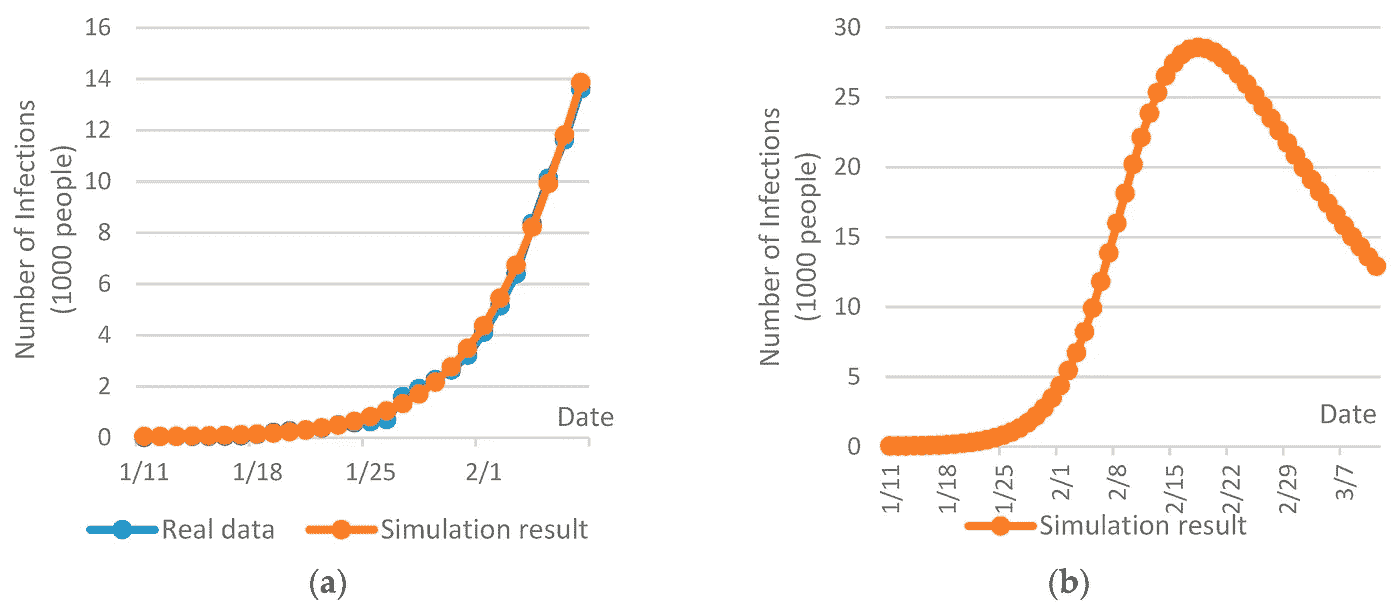 16
14
12
10
8
6
4
2
0
Number of Infections
(1000 people)
Date
1/11
1/18
1/25
2/1
Real data
Simulation result
(a)
30
25
20
15
10
5
0
Number of Infections
(1000 people)
Date
1/11
1/18
1/25
2/1
2/8
2/15
2/22
2/29
3/7
Simulation result
(b)